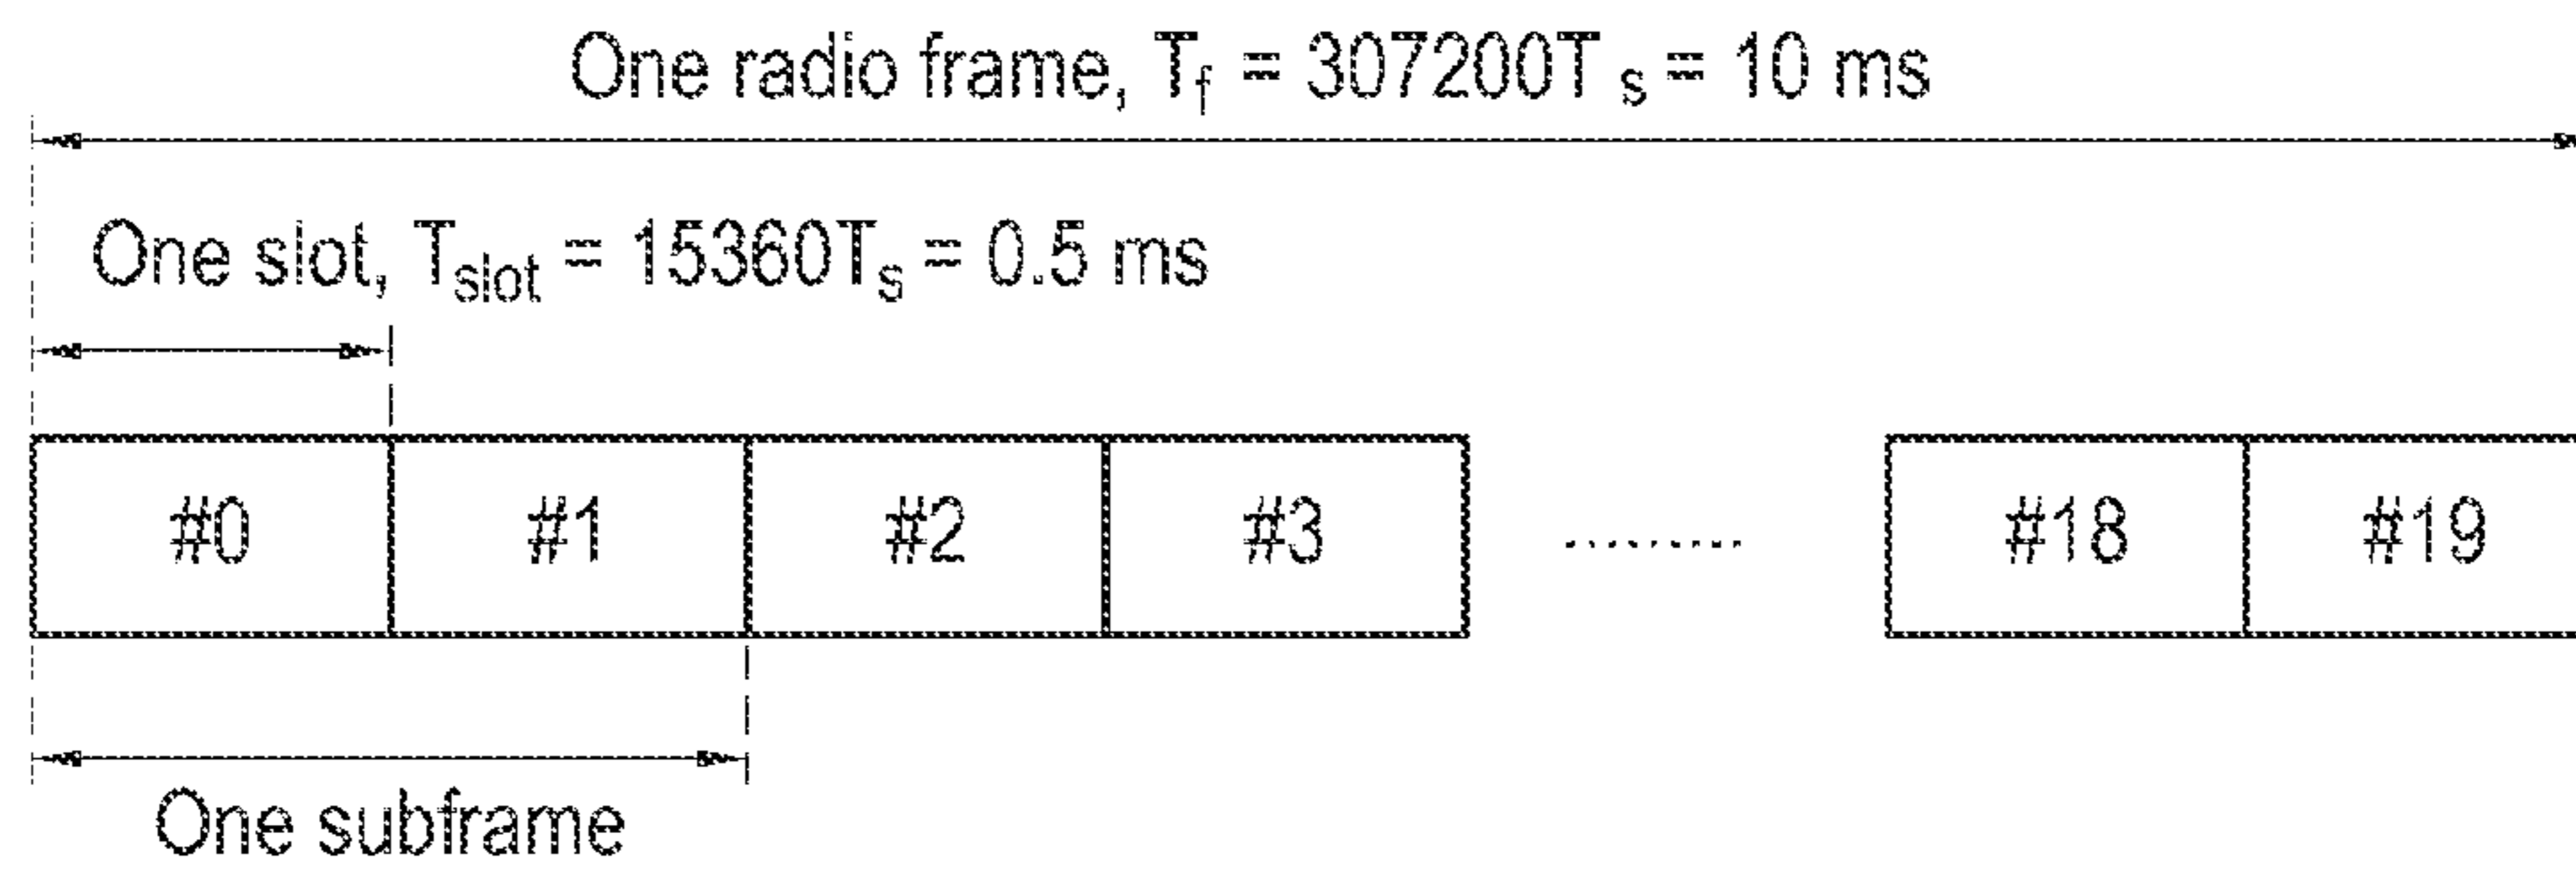 One radio frame, Tf = 307200Ts = 10 ms
One slot, Tslot = 15360Ts = 0.5 ms
#0 #1 #2 #3 ......... #18 #19
One subframe